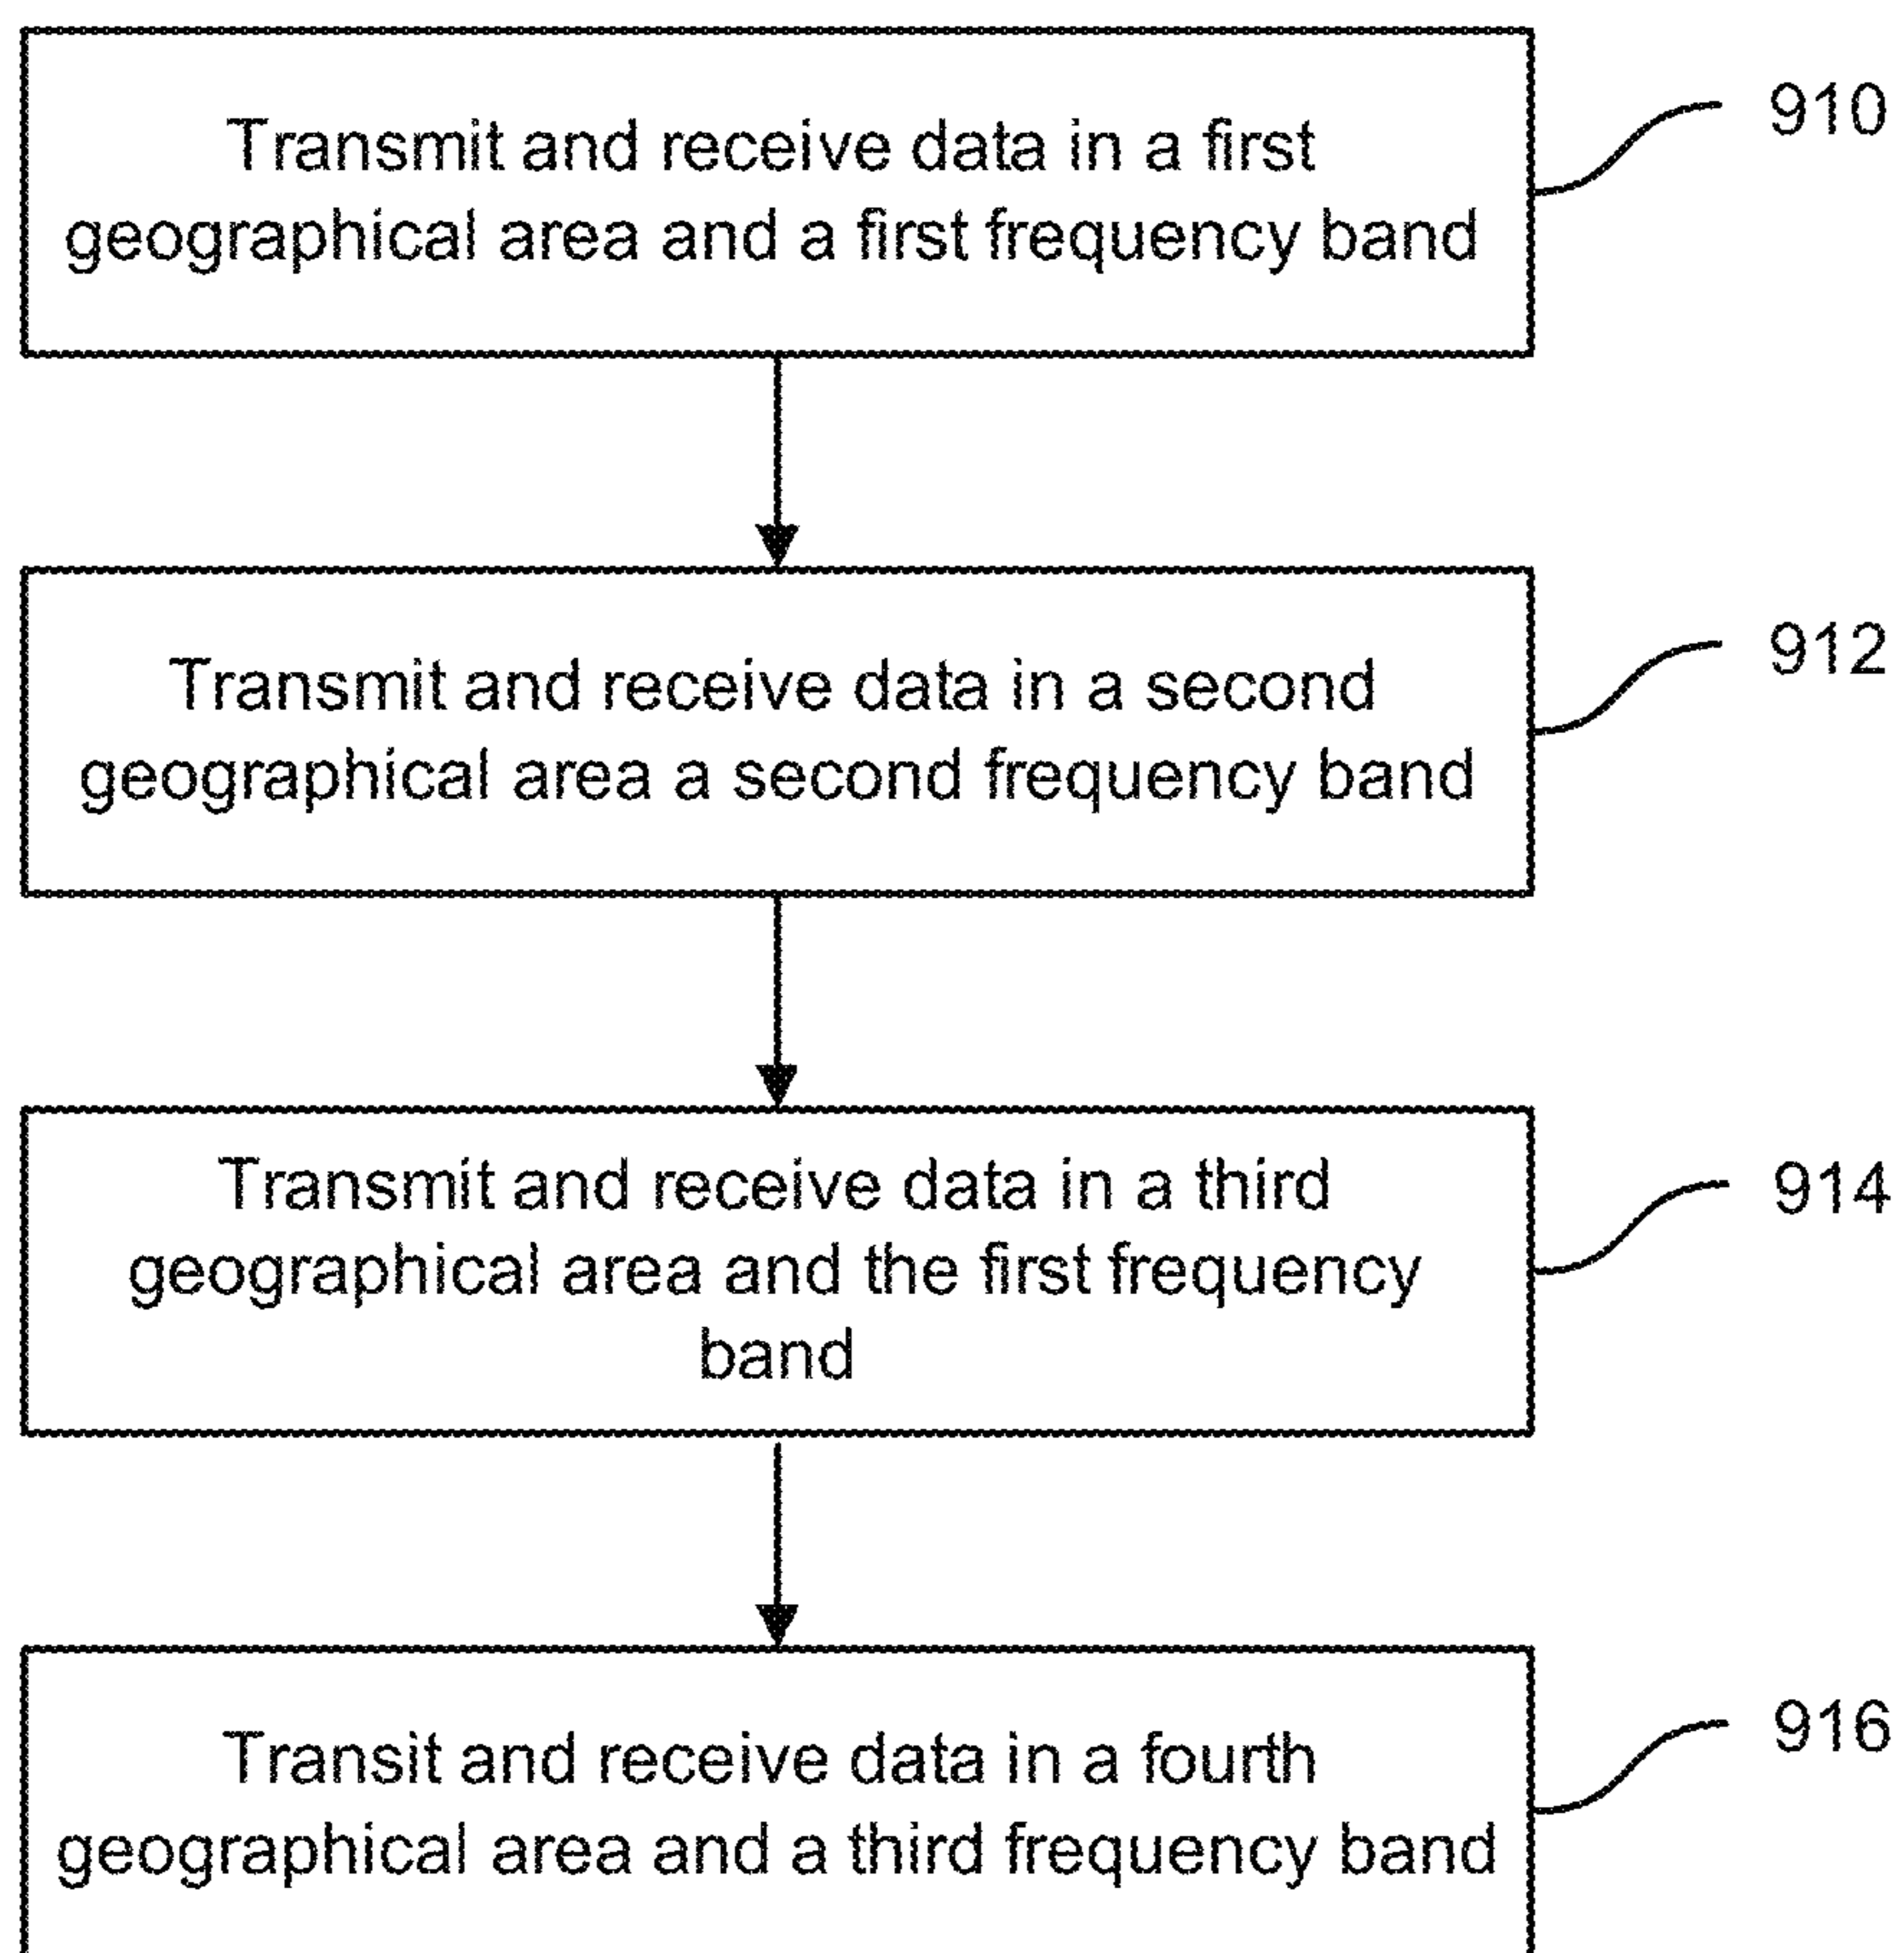 Transmit and receive data in a first
geographical area and a first frequency band
910
Transmit and receive data in a second
geographical area a second frequency band
912
Transmit and receive data in a third
geographical area and the first frequency
band
914
Transit and receive data in a fourth
geographical area and a third frequency band
916